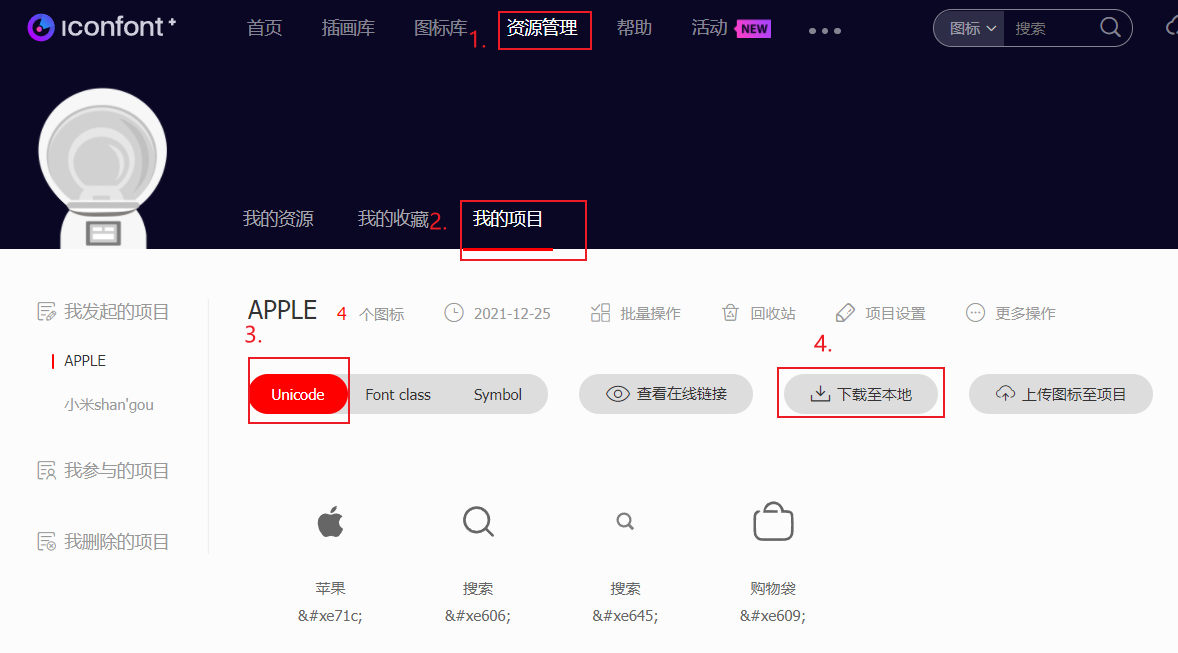 iconfont+ 首页 插画库 图标库 1. 资源管理 帮助 活动 NEW 图标 搜索
我的资源 我的收藏 2. 我的项目
我发起的项目
APPLE
小米shan'gou
我参与的项目
我删除的项目
APPLE 4 个图标 2021-12-25 批量操作 回收站 项目设置 更多操作
3. 4.
Unicode Font class Symbol 查看在线链接 下载至本地 上传图标至项目
苹果 搜索 搜索 购物袋
&#xe71c; &#xe606; &#xe645; &#xe609;